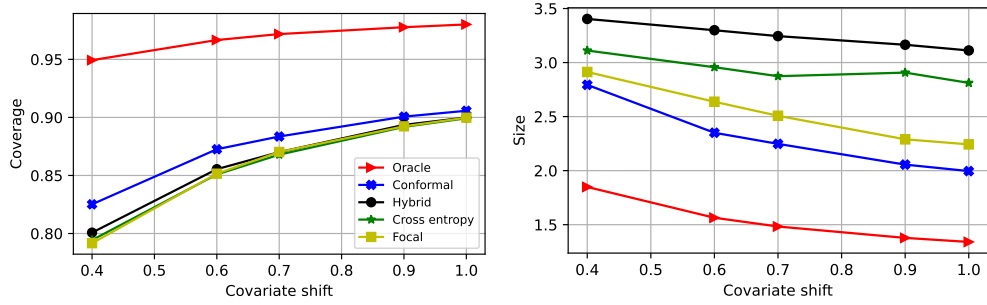 0.95
0.90
0.85
0.80
Coverage
0.4 0.5 0.6 0.7 0.8 0.9 1.0
Covariate shift
Oracle
Conformal
Hybrid
Cross entropy
Focal
3.5
3.0
2.5
2.0
1.5
Size
0.4 0.5 0.6 0.7 0.8 0.9 1.0
Covariate shift